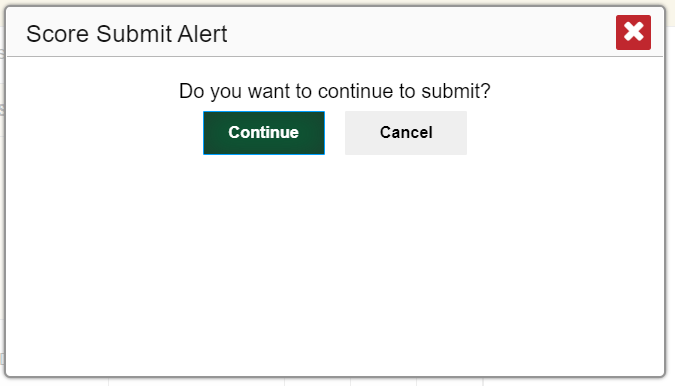 Score Submit Alert
Do you want to continue to submit?
Continue
Cancel